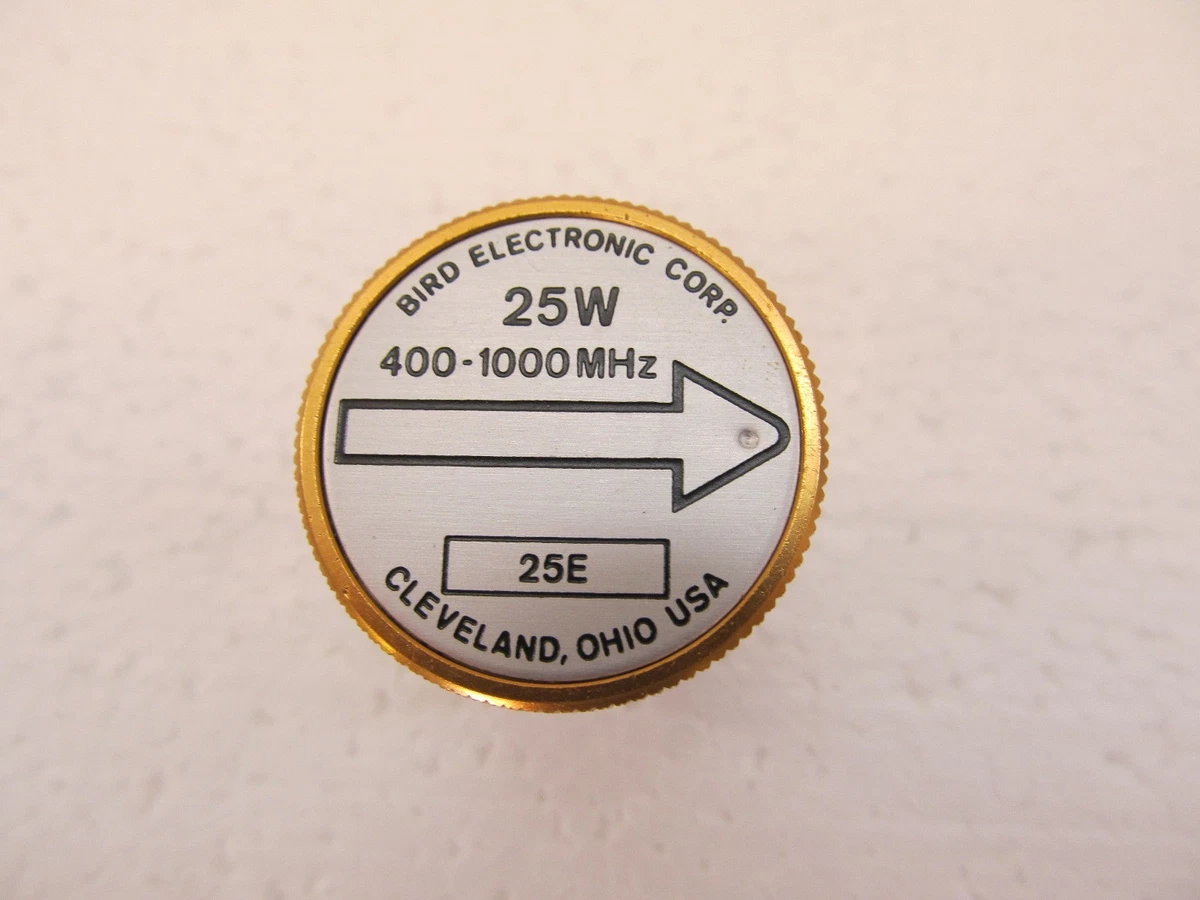 BIRD ELECTRONIC CORP.
25W
400-1000MHz
25E
CLEVELAND, OHIO USA